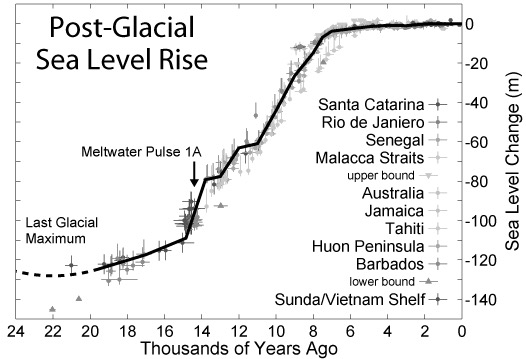 Post-Glacial
Sea Level Rise
Meltwater Pulse 1A
Last Glacial
Maximum
Santa Catarina
Rio de Janiero
Senegal
Malacca Straits
upper bound
Australia
Jamaica
Tahiti
Huon Peninsula
Barbados
lower bound
Sunda/Vietnam Shelf
0
-20
-40
-60
-80
-100
-120
-140
Sea Level Change (m)
24 22 20 18 16 14 12 10 8 6 4 2 0
Thousands of Years Ago